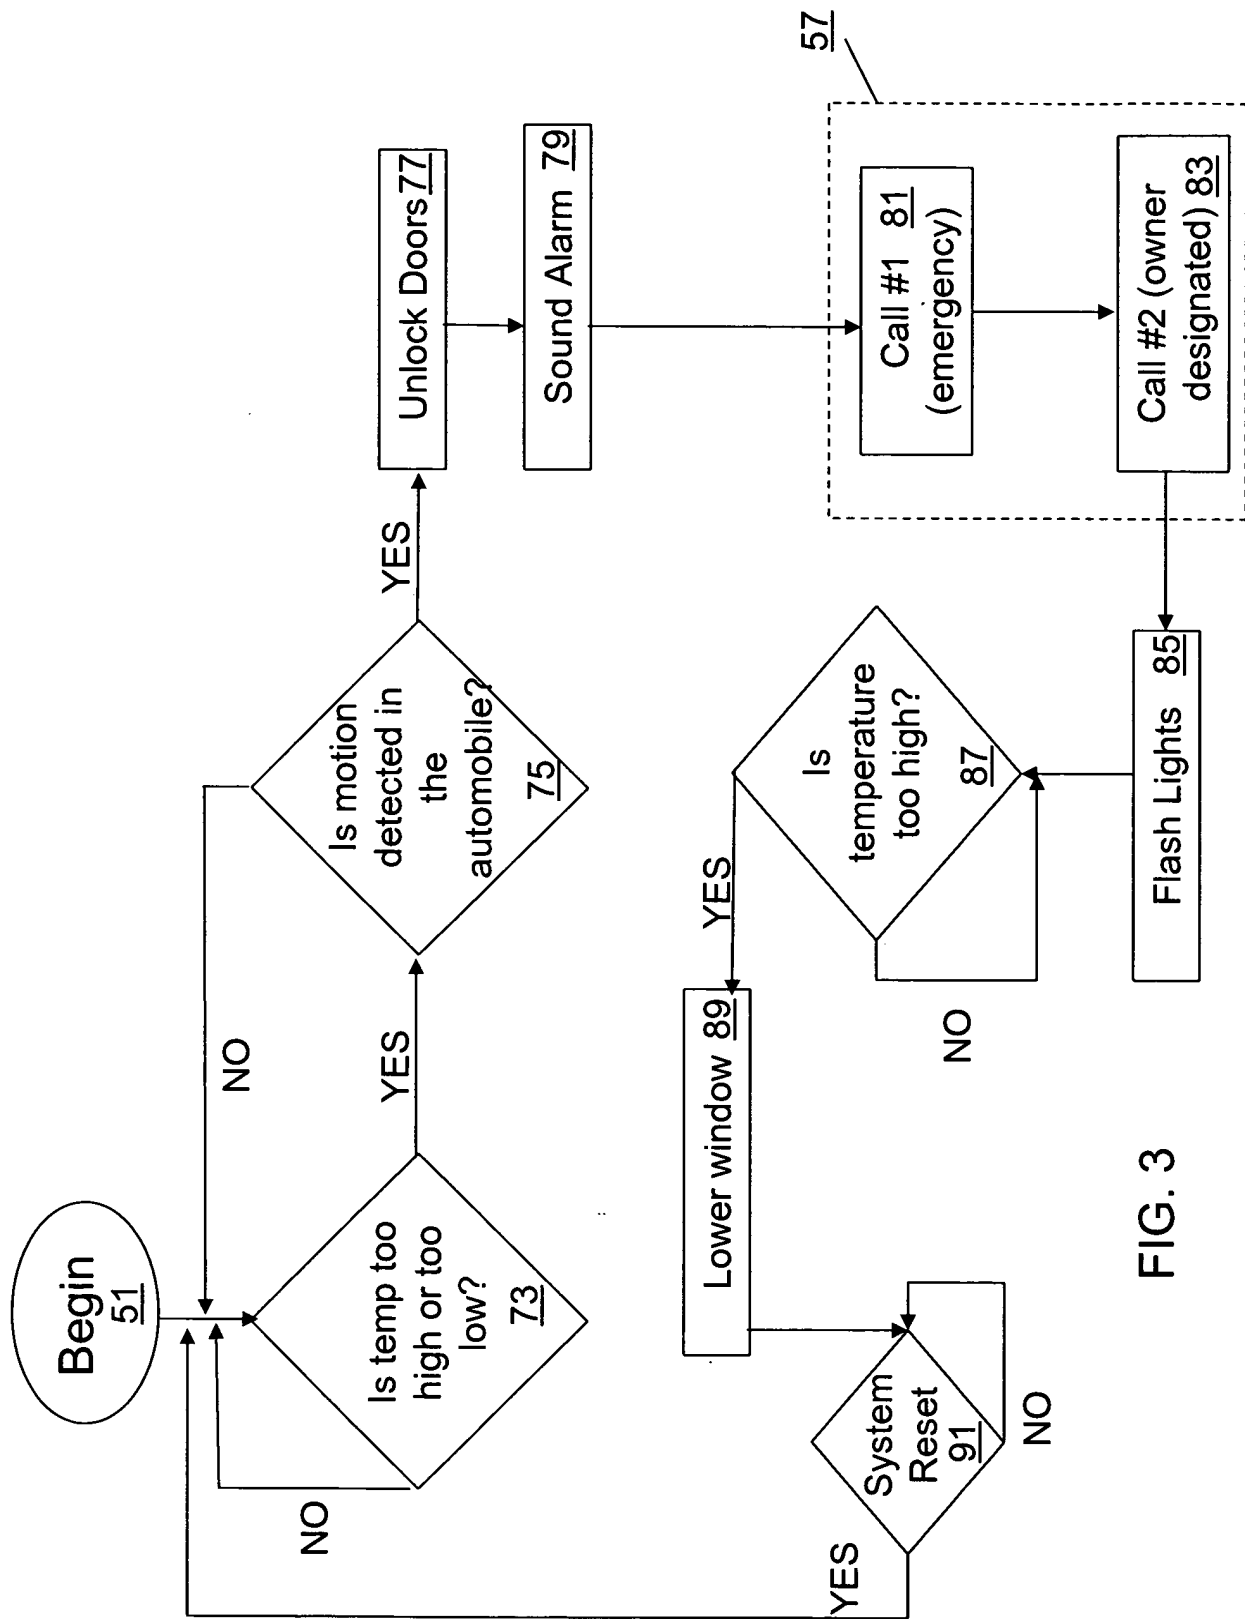 Begin
51
Is temp too
high or too
low?
73
NO
YES
Is motion
detected in
the
automobile?
75
NO
YES
Unlock Doors 77
Sound Alarm 79
57
Call #1 81
(emergency)
Call #2 (owner
designated) 83
Flash Lights 85
Is
temperature
too high?
87
NO
YES
Lower window 89
System
Reset
91
NO
YES
FIG. 3